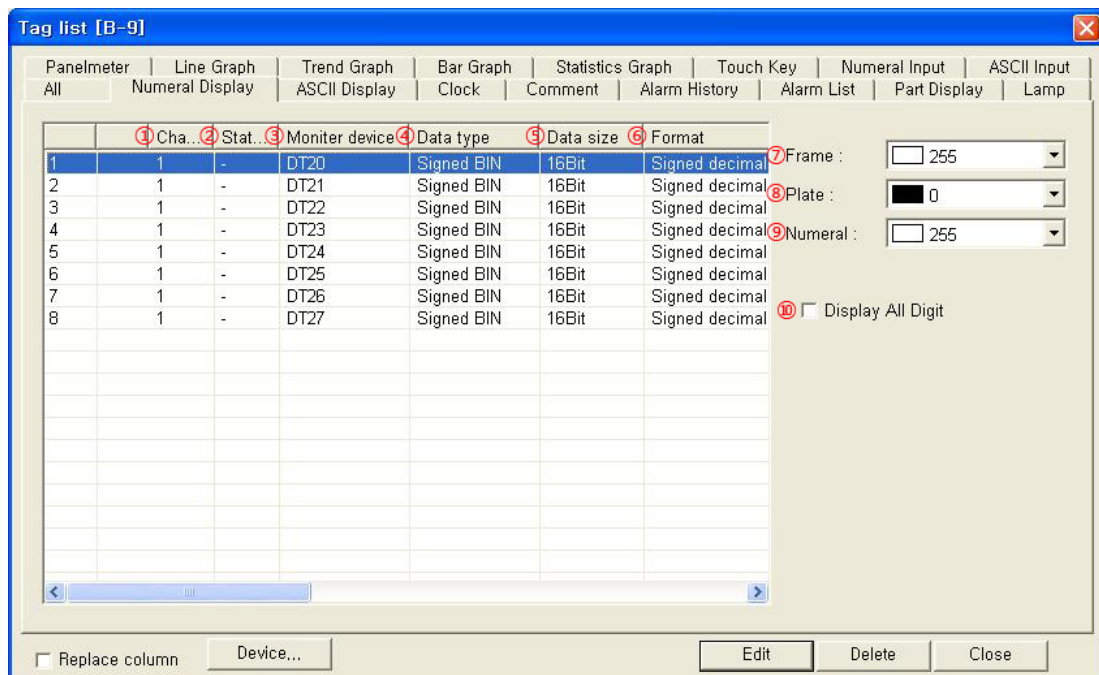 Tag list [B-9]
Panelmeter Line Graph Trend Graph Bar Graph Statistics Graph Touch Key Numeral Input ASCII Input
All Numeral Display ASCII Display Clock Comment Alarm History Alarm List Part Display Lamp
①Cha... ②Stat... ③Moniter device ④Data type ⑤Data size ⑥Format
1 1 - DT20 Signed BIN 16Bit Signed decimal
2 1 - DT21 Signed BIN 16Bit Signed decimal
3 1 - DT22 Signed BIN 16Bit Signed decimal
4 1 - DT23 Signed BIN 16Bit Signed decimal
5 1 - DT24 Signed BIN 16Bit Signed decimal
6 1 - DT25 Signed BIN 16Bit Signed decimal
7 1 - DT26 Signed BIN 16Bit Signed decimal
8 1 - DT27 Signed BIN 16Bit Signed decimal
⑦Frame : 255
⑧Plate : 0
⑨Numeral : 255
⑩ Display All Digit
Replace column Device... Edit Delete Close